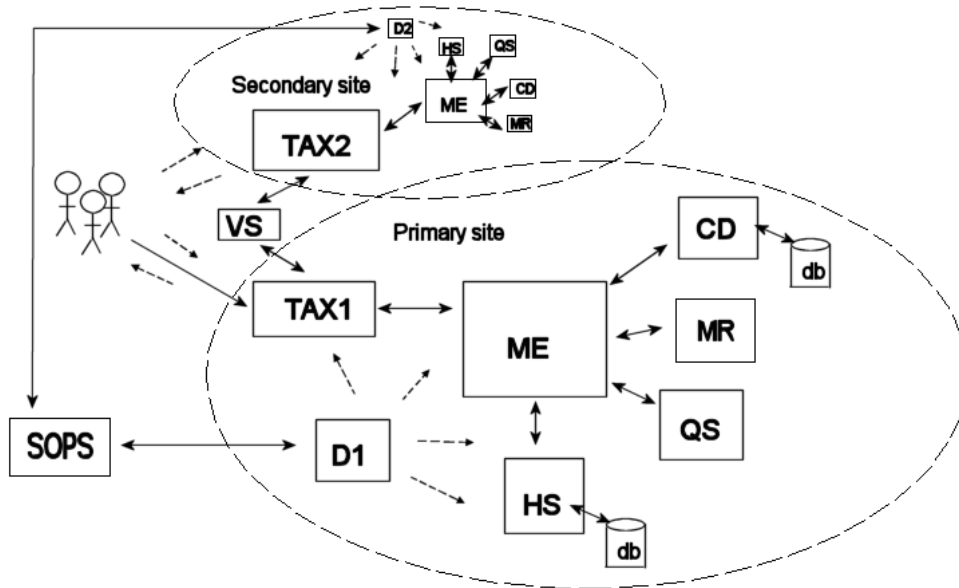 D2
HS
QS
Secondary site
CD
ME
MR
TAX2
VS
Primary site
CD
db
TAX1
ME
MR
QS
SOPS
D1
HS
db